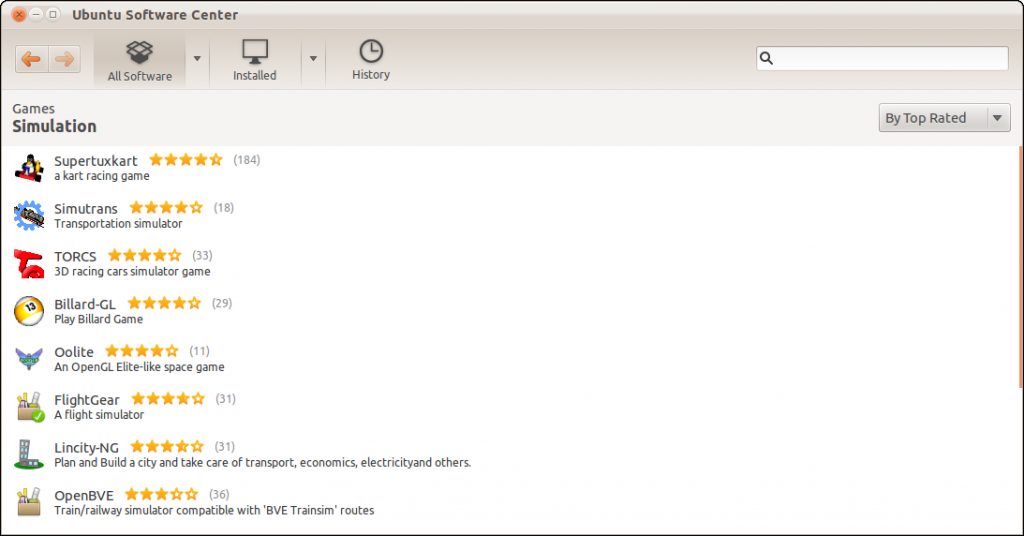 Ubuntu Software Center
All Software
Installed
History
Games
Simulation
By Top Rated
Supertuxkart (184)
a kart racing game
Simutrans (18)
Transportation simulator
TORCS (33)
3D racing cars simulator game
Billard-GL (29)
Play Billard Game
13
Oolite (11)
An OpenGL Elite-like space game
FlightGear (31)
A flight simulator
Lincity-NG (31)
Plan and Build a city and take care of transport, economics, electricityand others.
OpenBVE (36)
Train/railway simulator compatible with 'BVE Trainsim' routes